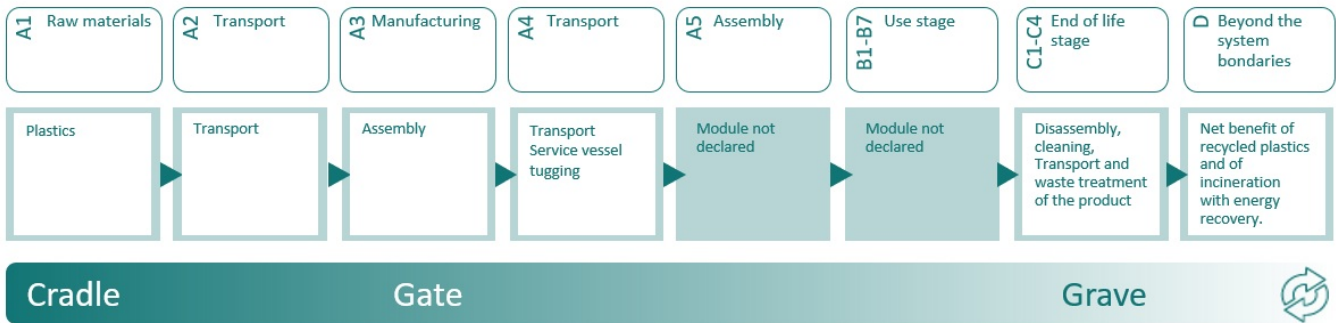 A1 Raw materials
A2 Transport
A3 Manufacturing
A4 Transport
A5 Assembly
B1-B7 Use stage
C1-C4 End of life
stage
D Beyond the
system
bondaries
Plastics
Transport
Assembly
Transport
Service vessel
tugging
Module not
declared
Module not
declared
Disassembly,
cleaning,
Transport and
waste treatment
of the product
Net benefit of
recycled plastics
and of
incineration
with energy
recovery.
Cradle
Gate
Grave